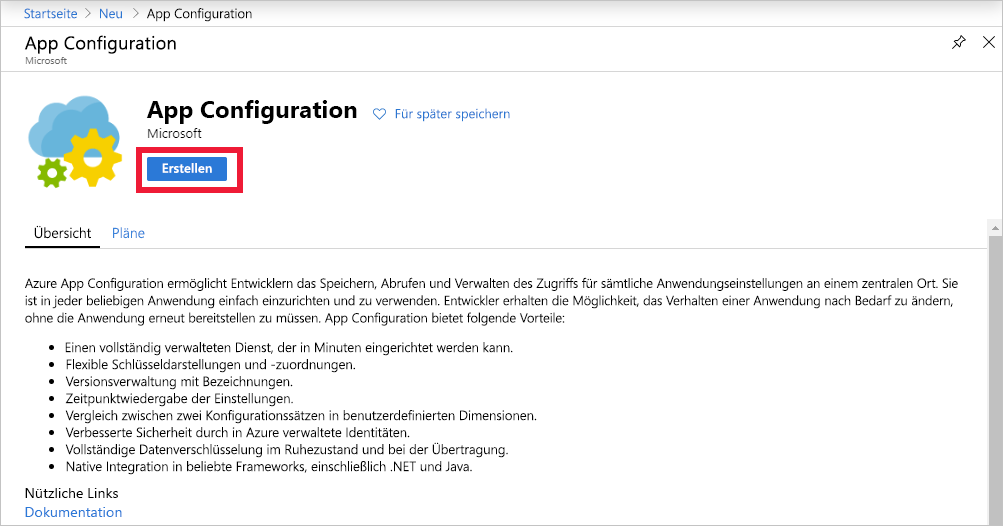 Startseite > Neu > App Configuration
App Configuration
Microsoft
App Configuration
Für später speichern
Microsoft
Erstellen
Übersicht Pläne
Azure App Configuration ermöglicht Entwicklern das Speichern, Abrufen und Verwalten des Zugriffs für sämtliche Anwendungseinstellungen an einem zentralen Ort. Sie
ist in jeder beliebigen Anwendung einfach einzurichten und zu verwenden. Entwickler erhalten die Möglichkeit, das Verhalten einer Anwendung nach Bedarf zu ändern,
ohne die Anwendung erneut bereitstellen zu müssen. App Configuration bietet folgende Vorteile:
• Einen vollständig verwalteten Dienst, der in Minuten eingerichtet werden kann.
• Flexible Schlüsseldarstellungen und -zuordnungen.
• Versionsverwaltung mit Bezeichnungen.
• Zeitpunktwiedergabe der Einstellungen.
• Vergleich zwischen zwei Konfigurationssätzen in benutzerdefinierten Dimensionen.
• Verbesserte Sicherheit durch in Azure verwaltete Identitäten.
• Vollständige Datenverschlüsselung im Ruhezustand und bei der Übertragung.
• Native Integration in beliebte Frameworks, einschließlich .NET und Java.
Nützliche Links
Dokumentation